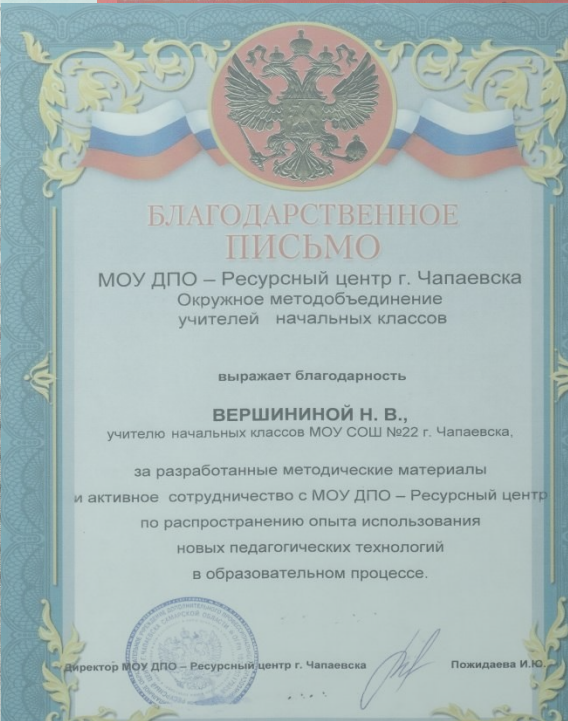 БЛАГОДАРСТВЕННОЕ
ПИСЬМО
МОУ ДПО – Ресурсный центр г. Чапаевска
Окружное методобъединение
учителей начальных классов
выражает благодарность
ВЕРШИНИНОЙ Н. В.,
учителю начальных классов МОУ СОШ №22 г. Чапаевска,
за разработанные методические материалы
и активное сотрудничество с МОУ ДПО – Ресурсный центр
по распространению опыта использования
новых педагогических технологий
в образовательном процессе.
Директор МОУ ДПО – Ресурсный центр г. Чапаевска Пожидаева И.Ю.